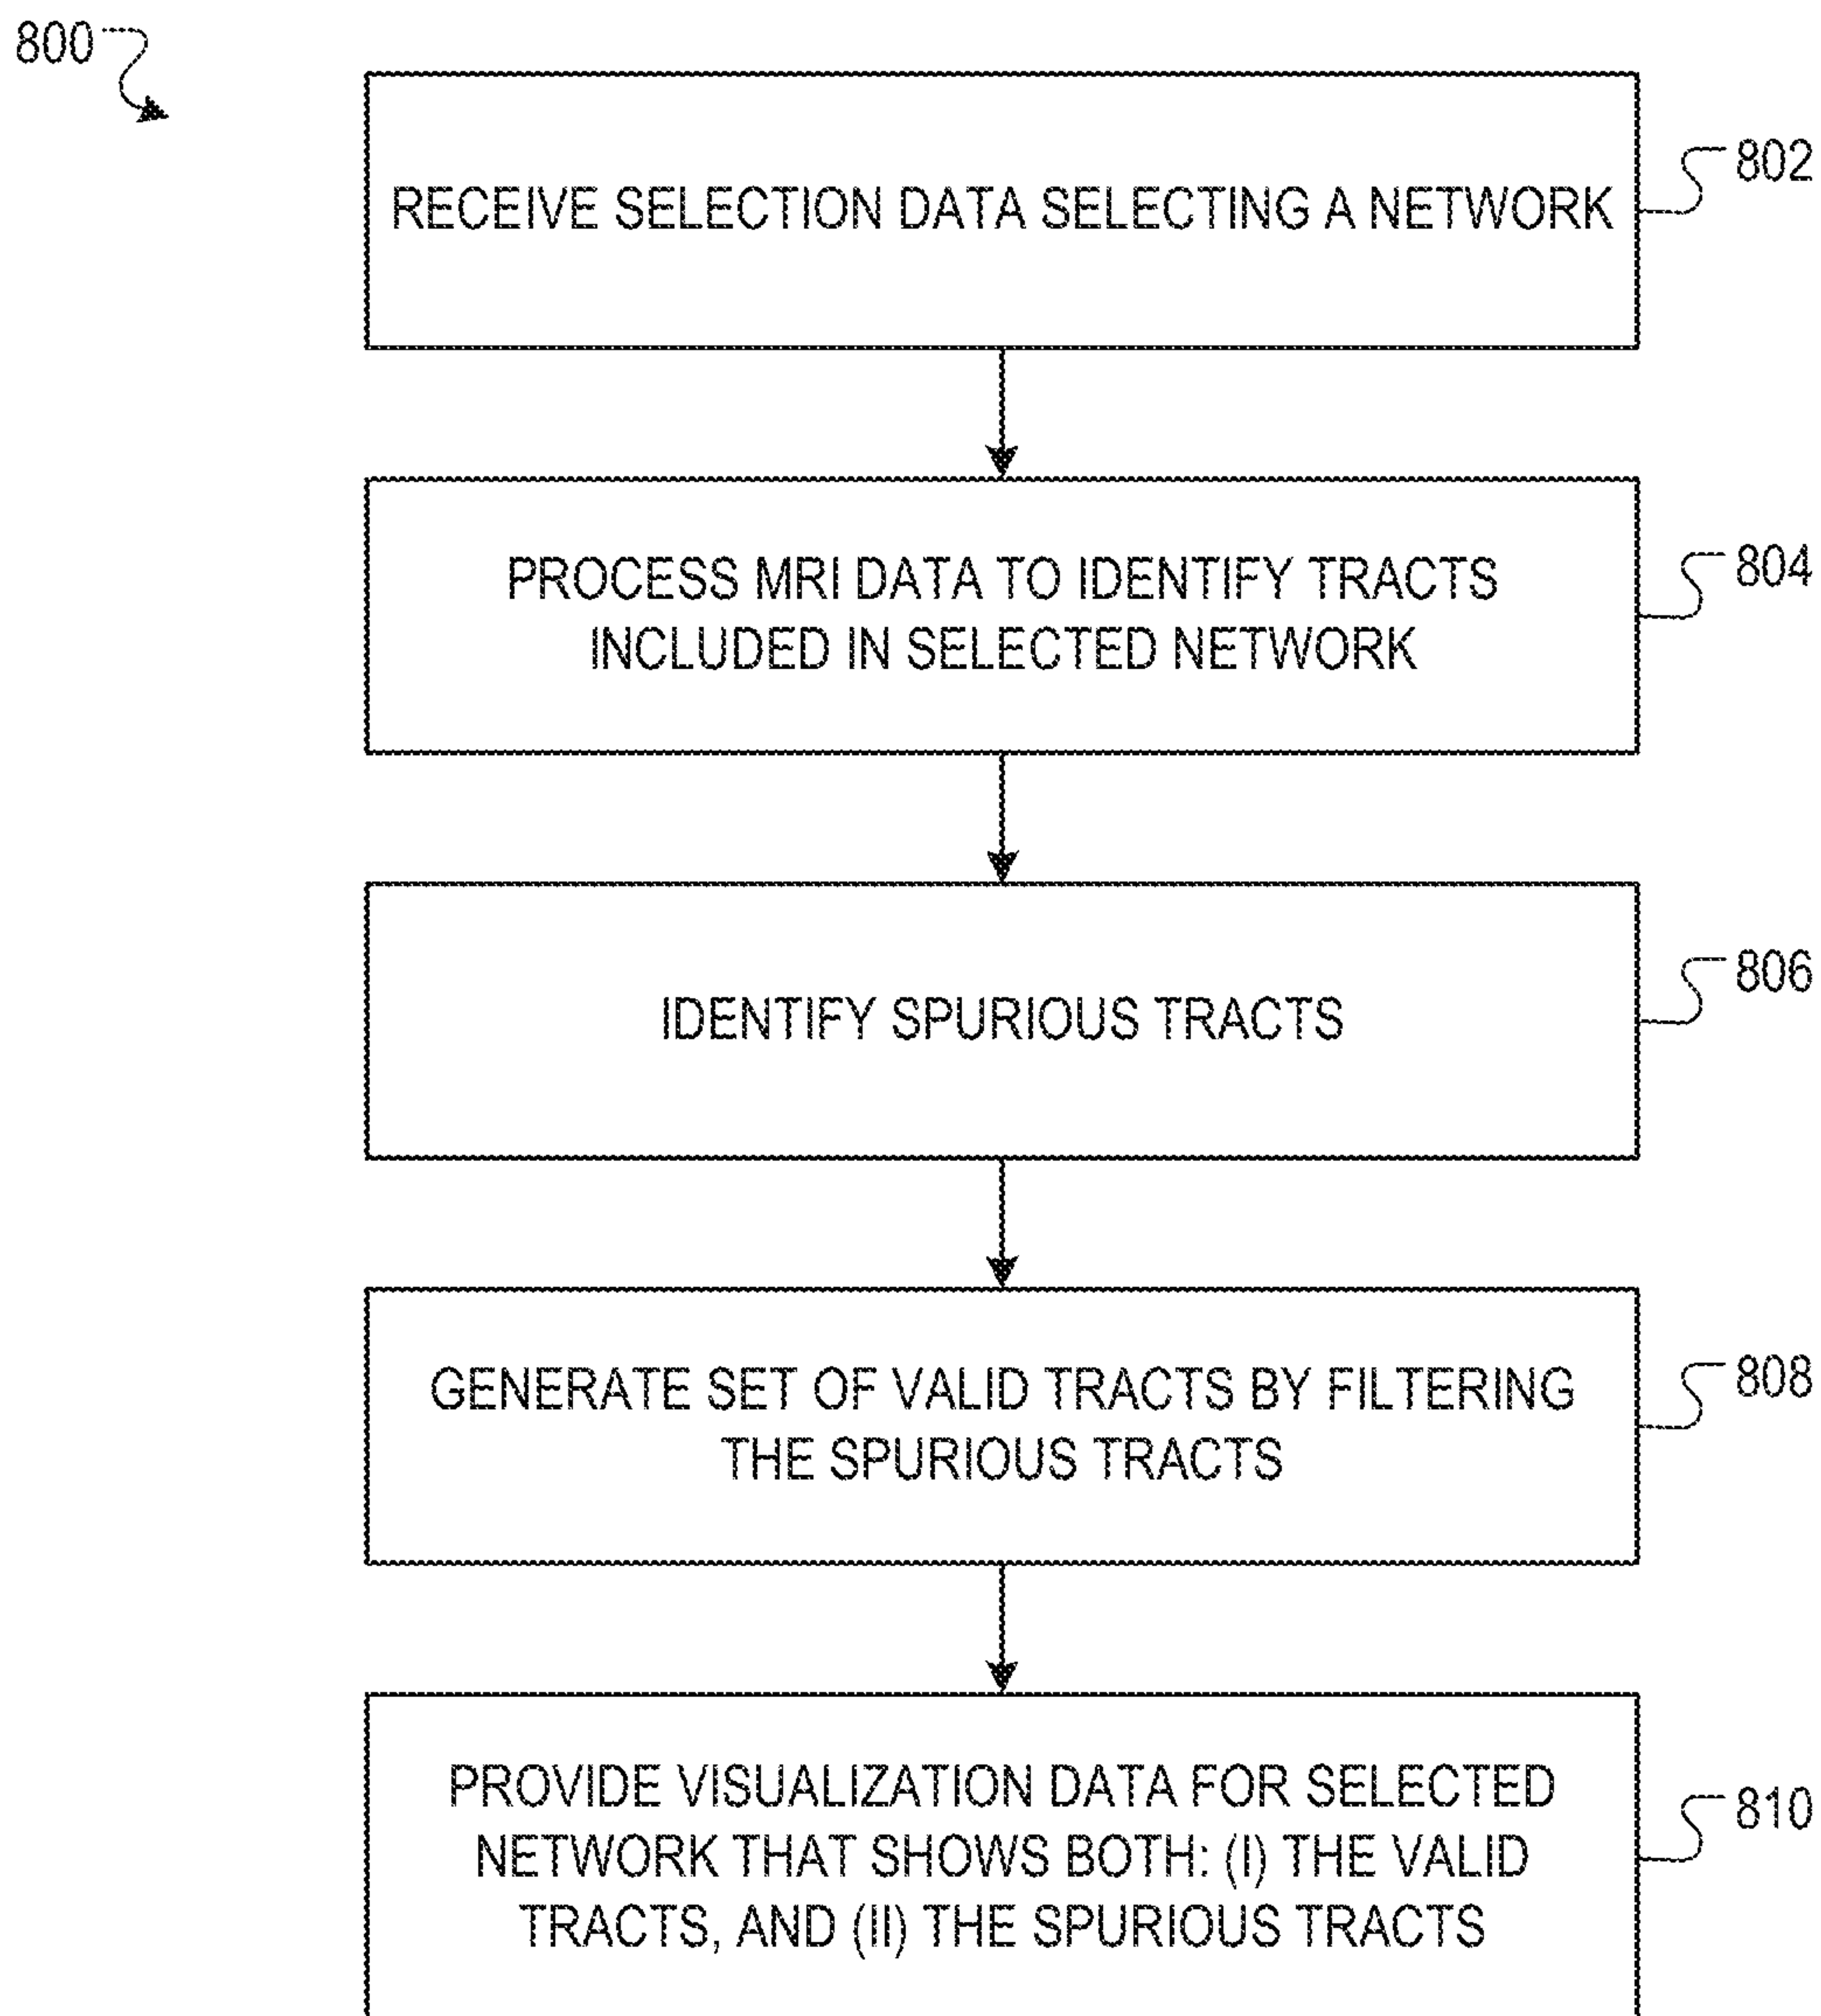 800
RECEIVE SELECTION DATA SELECTING A NETWORK
802
PROCESS MRI DATA TO IDENTIFY TRACTS
INCLUDED IN SELECTED NETWORK
804
IDENTIFY SPURIOUS TRACTS
806
GENERATE SET OF VALID TRACTS BY FILTERING
THE SPURIOUS TRACTS
808
PROVIDE VISUALIZATION DATA FOR SELECTED
NETWORK THAT SHOWS BOTH: (I) THE VALID
TRACTS, AND (II) THE SPURIOUS TRACTS
810